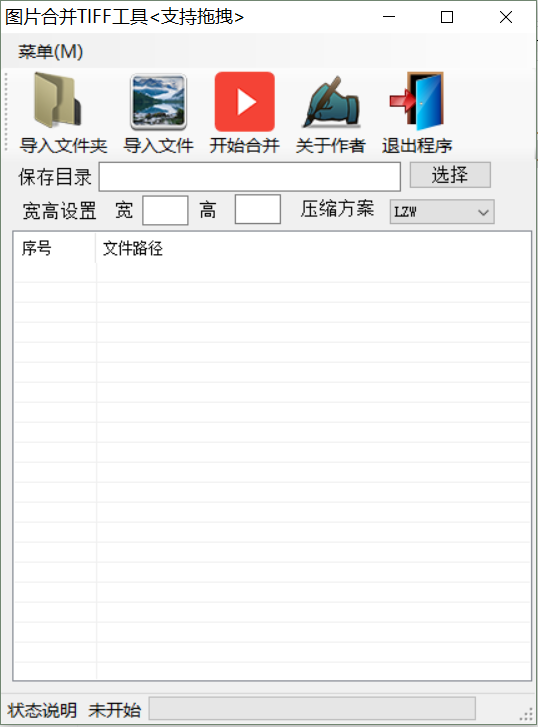 图片合并TIFF工具<支持拖拽>
菜单(M)
导入文件夹 导入文件 开始合并 关于作者 退出程序
保存目录 选择
宽高设置 宽 高 压缩方案 LZW
序号 文件路径
状态说明 未开始